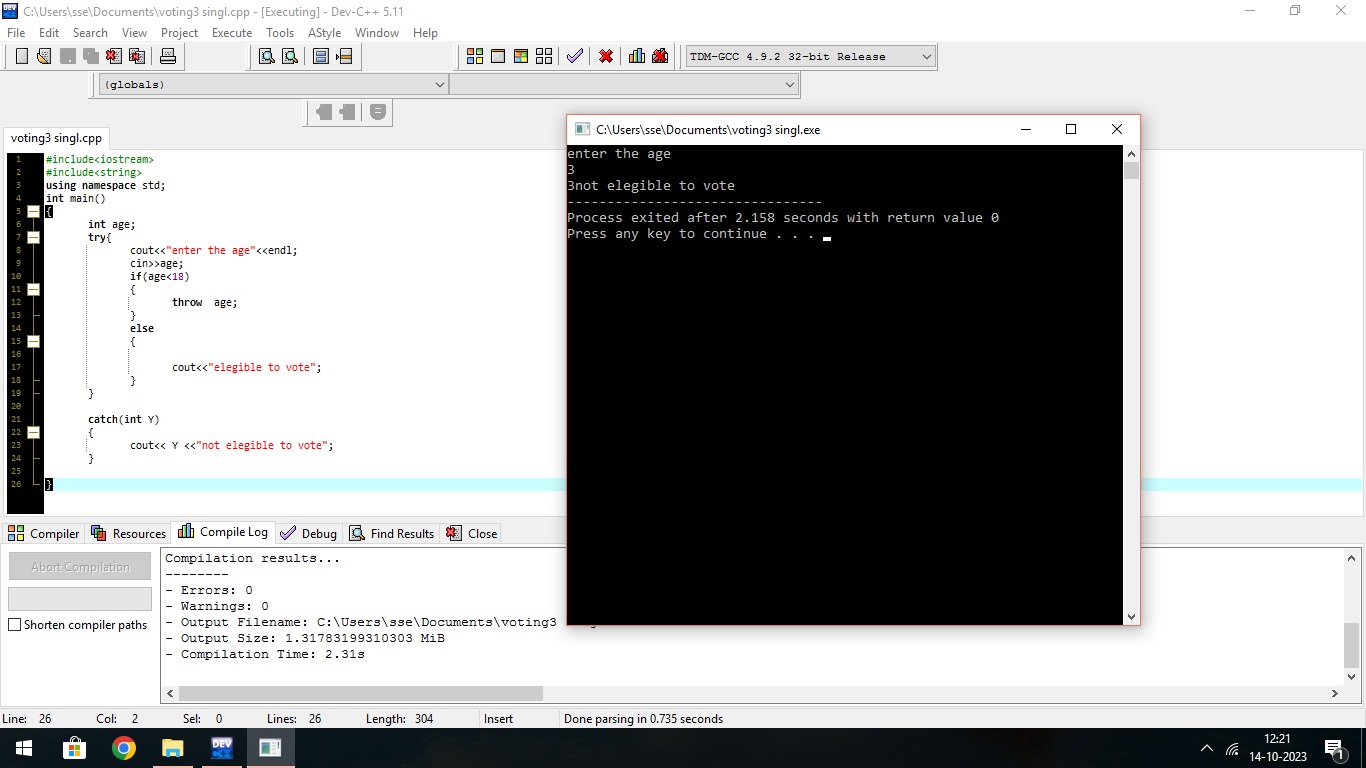 C:\Users\sse\Documents\voting3 singl.cpp - [Executing] - Dev-C++ 5.11
File Edit Search View Project Execute Tools AStyle Window Help
TDM-GCC 4.9.2 32-bit Release
(globals)
voting3 singl.cpp
1 #include<iostream>
2 #include<string>
3 using namespace std;
4 int main()
5 {
6 int age;
7 try{
8 cout<<"enter the age"<<endl;
9 cin>>age;
10 if(age<18)
11 {
12 throw  age;
13 }
14 else
15 {
16
17 cout<<"elegible to vote";
18 }
19 }
20
21 catch(int Y)
22 {
23 cout<< Y <<"not elegible to vote";
24 }
25
26 }
C:\Users\sse\Documents\voting3 singl.exe
enter the age
3
3not elegible to vote
--------------------------------
Process exited after 2.158 seconds with return value 0
Press any key to continue . . .
Compiler Resources Compile Log Debug Find Results Close
Abort Compilation
Shorten compiler paths
Compilation results...
--------
- Errors: 0
- Warnings: 0
- Output Filename: C:\Users\sse\Documents\voting3
- Output Size: 1.31783199310303 MiB
- Compilation Time: 2.31s
Line: 26 Col: 2 Sel: 0 Lines: 26 Length: 304 Insert Done parsing in 0.735 seconds
DEV
12:21
14-10-2023
1